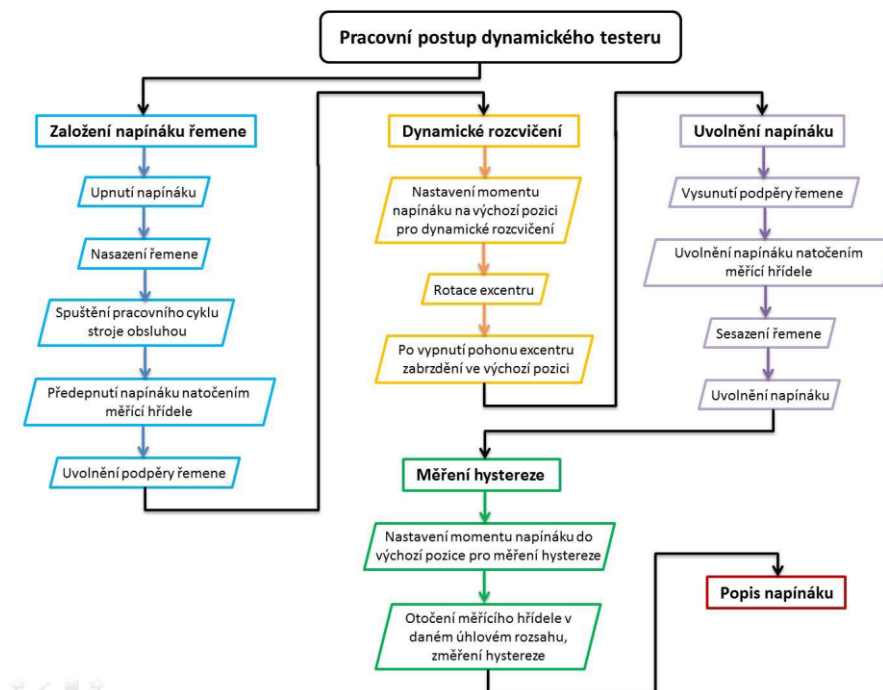 Pracovní postup dynamického testeru
Založení napínáku řemene
Upnutí napínáku
Nasazení řemene
Spuštění pracovního cyklu
stroje obsluhou
Předepnutí napínáku natočením
měřící hřídele
Uvolnění podpěry řemene
Dynamické rozcvičení
Nastavení momentu
napínáku na výchozí pozici
pro dynamické rozcvičení
Rotace excentru
Po vypnutí pohonu excentru
zabrzdění ve výchozí pozici
Uvolnění napínáku
Vysunutí podpěry řemene
Uvolnění napínáku natočením
měřící hřídele
Sesazení řemene
Uvolnění napínáku
Měření hystereze
Nastavení momentu napínáku do
výchozí pozice pro měření hystereze
Otočení měřícího hřídele v
daném úhlovém rozsahu,
změření hystereze
Popis napínáku